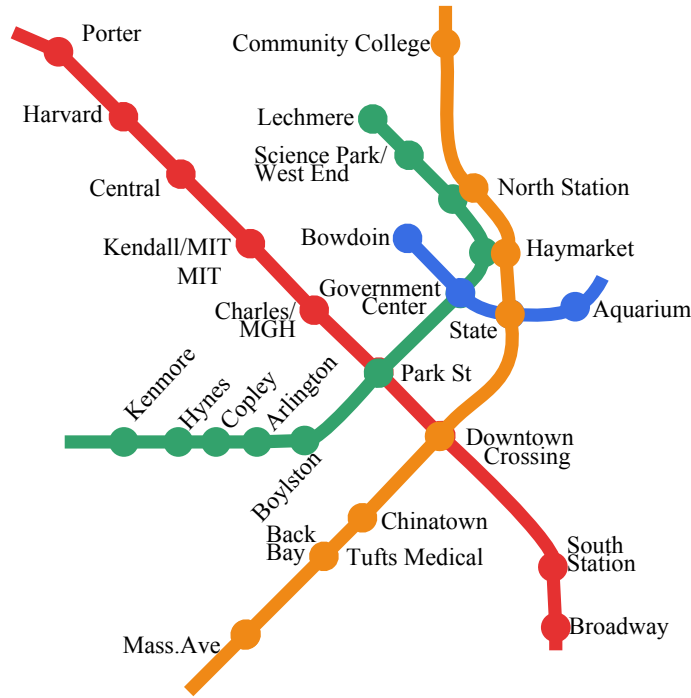 Porter
Community College
Harvard
Lechmere
Science Park/
West End
Central
North Station
Bowdoin
Kendall/MIT
MIT
Haymarket
Government
Center
Charles/
MGH
State
Aquarium
Kenmore
Hynes
Copley
Arlington
Park St
Boylston
Downtown
Crossing
Chinatown
Back
Bay
Tufts Medical
South
Station
Mass.Ave
Broadway